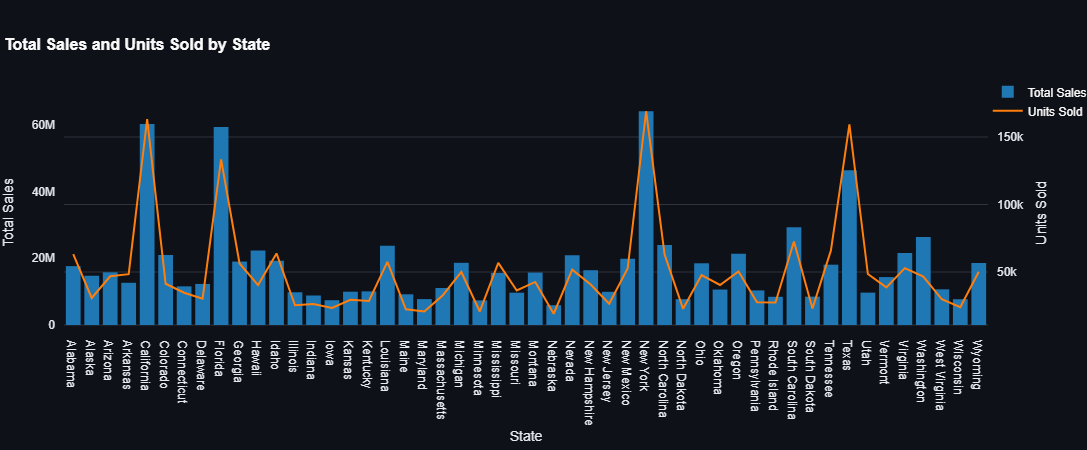 Total Sales and Units Sold by State
Total Sales
Units Sold
60M
40M
20M
0
150k
100k
50k
Total Sales
Units Sold
Alabama
Alaska
Arizona
Arkansas
California
Colorado
Connecticut
Delaware
Florida
Georgia
Hawaii
Idaho
Illinois
Indiana
Iowa
Kansas
Kentucky
Louisiana
Maine
Maryland
Massachusetts
Michigan
Minnesota
Mississippi
Missouri
Montana
Nebraska
Nevada
New Hampshire
New Jersey
New Mexico
New York
North Carolina
North Dakota
Ohio
Oklahoma
Oregon
Pennsylvania
Rhode Island
South Carolina
South Dakota
Tennessee
Texas
Utah
Vermont
Virginia
Washington
West Virginia
Wisconsin
Wyoming
State